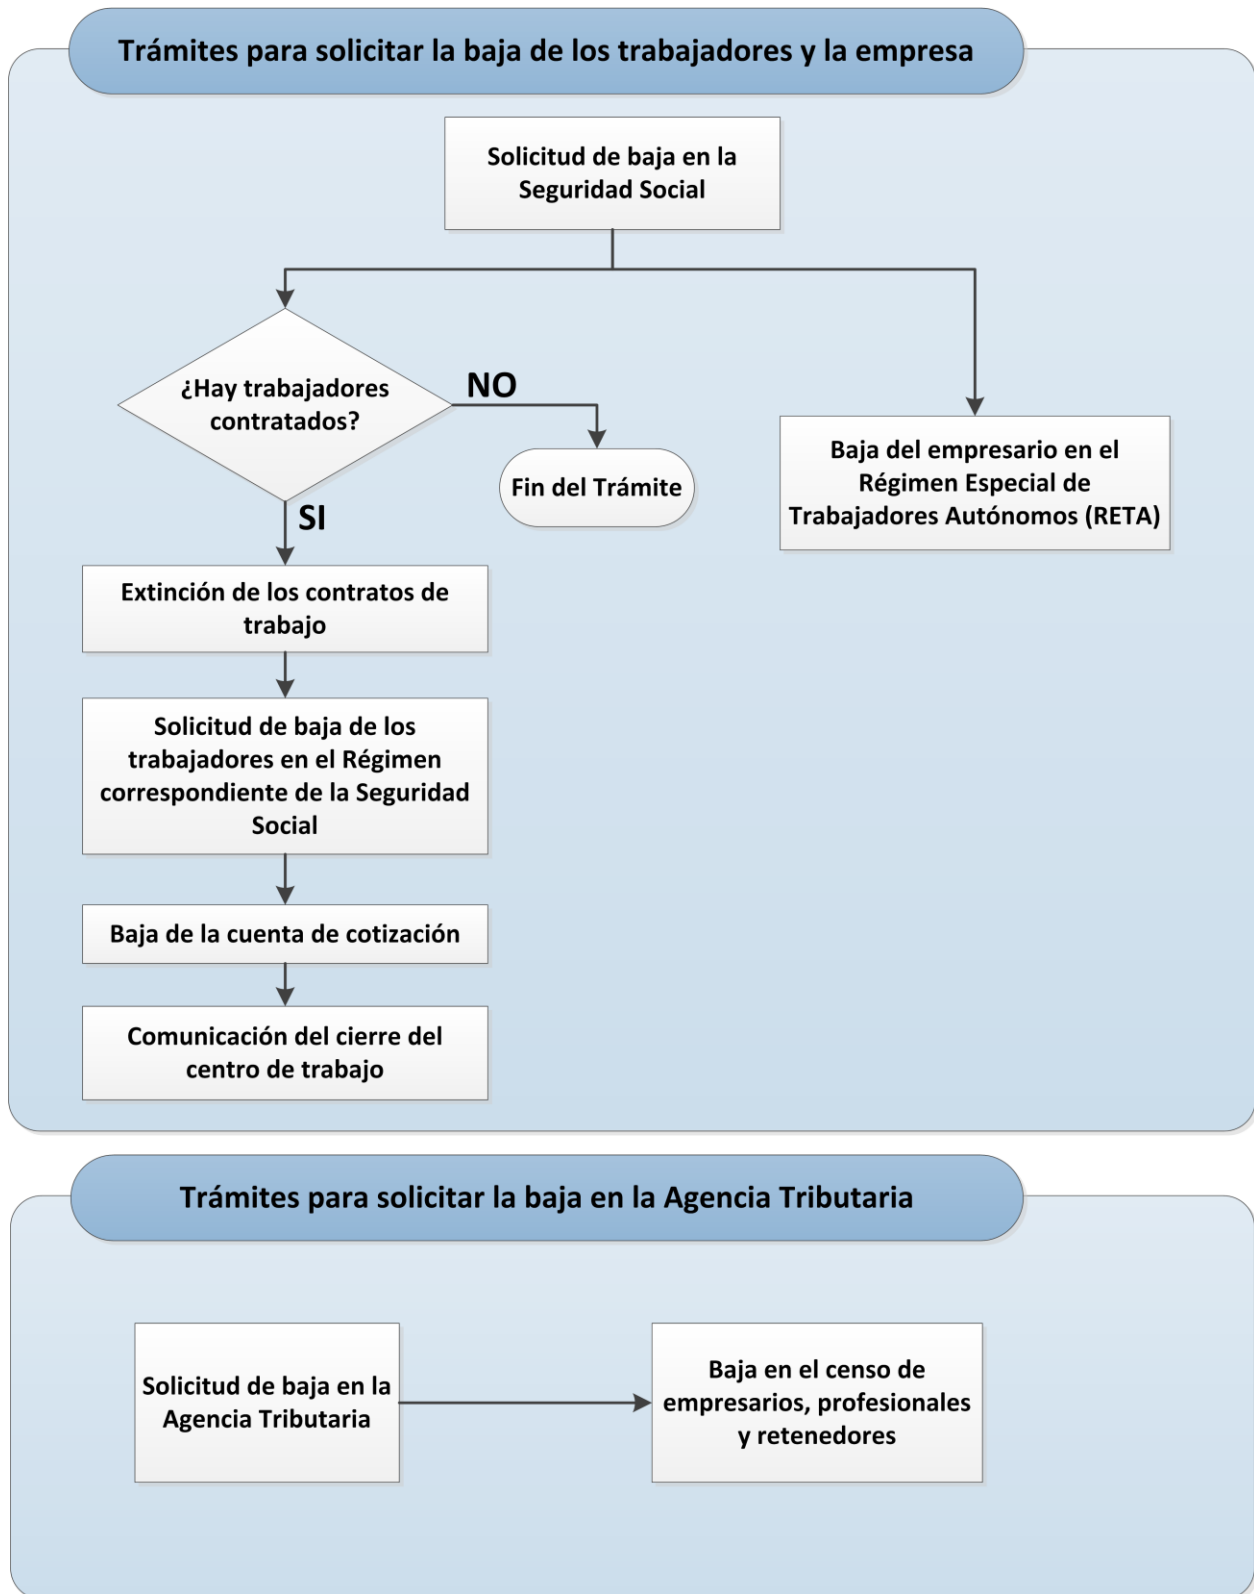 Trámites para solicitar la baja de los trabajadores y la empresa
Solicitud de baja en la
Seguridad Social
¿Hay trabajadores
contratados?
NO
Fin del Trámite
SI
Baja del empresario en el
Régimen Especial de
Trabajadores Autónomos (RETA)
Extinción de los contratos de
trabajo
Solicitud de baja de los
trabajadores en el Régimen
correspondiente de la Seguridad
Social
Baja de la cuenta de cotización
Comunicación del cierre del
centro de trabajo
Trámites para solicitar la baja en la Agencia Tributaria
Solicitud de baja en la
Agencia Tributaria
Baja en el censo de
empresarios, profesionales
y retenedores